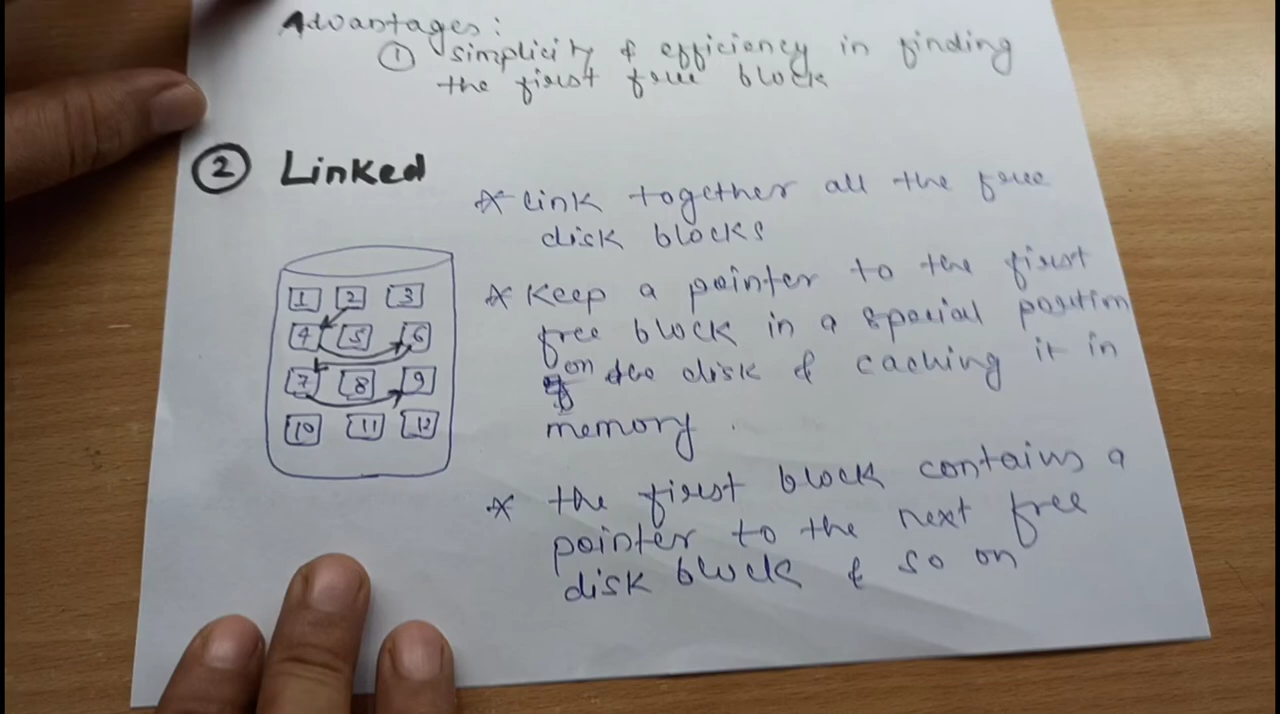 Advantages:
① simplicity & efficiency in finding
the first free block
② Linked
* Link together all the free
disk blocks
* Keep a pointer to the first
free block in a special position
on the disk & caching it in
memory.
* the first block contains a
pointer to the next free
disk block & so on
1 2 3
4 5 6
7 8 9
10 11 12